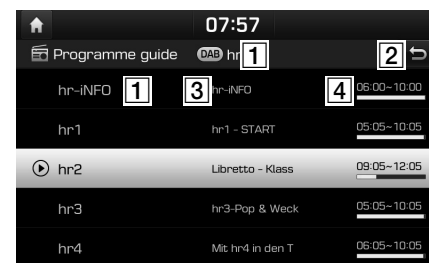 07:57
Programme guide DAB hr 1 2
hr-iNFO 1 3 hr-iNFO 4 06:00~10:00
hr1 hr1 - START 05:05~10:05
hr2 Libretto - Klass 09:05~12:05
hr3 hr3-Pop & Weck 05:05~10:05
hr4 Mit hr4 in den T 06:05~10:05